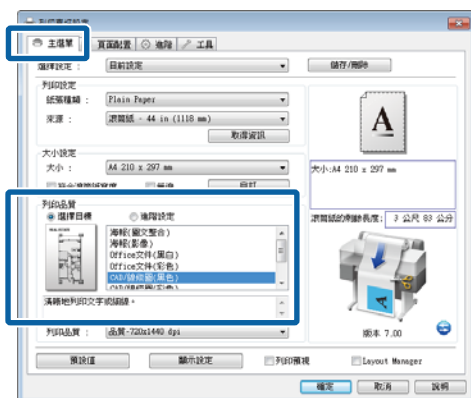 列印喜好設定
主選單 頁面配置 進階 工具
選擇設定 : 目前設定 儲存/刪除
列印設定
紙張種類 : Plain Paper
來源 : 滾筒紙 - 44 in (1118 mm)
取得資訊
大小設定
大小 : A4 210 x 297 mm
大小:A4 210 x 297 mm
列印品質
選擇目標 進階設定
滾筒紙的剩餘長度: 3 公尺 83 公分
海報(圖文整合)
海報(影像)
Office文件(黑白)
Office文件(彩色)
CAD/線條圖(黑色)
CAD/線條圖(彩色)
清晰地列印文字或細線。
列印品質 : 品質-720x1440 dpi
版本 7.00
預設值 顯示設定 列印預視 Layout Manager
確定 取消 說明
A